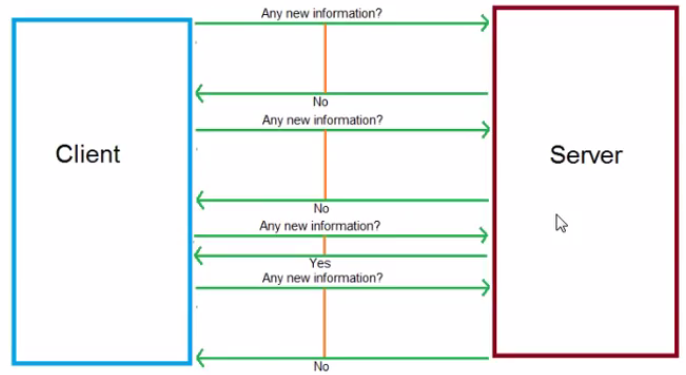 Any new information?
No
Any new information?
Client
Server
No
Any new information?
Yes
Any new information?
No